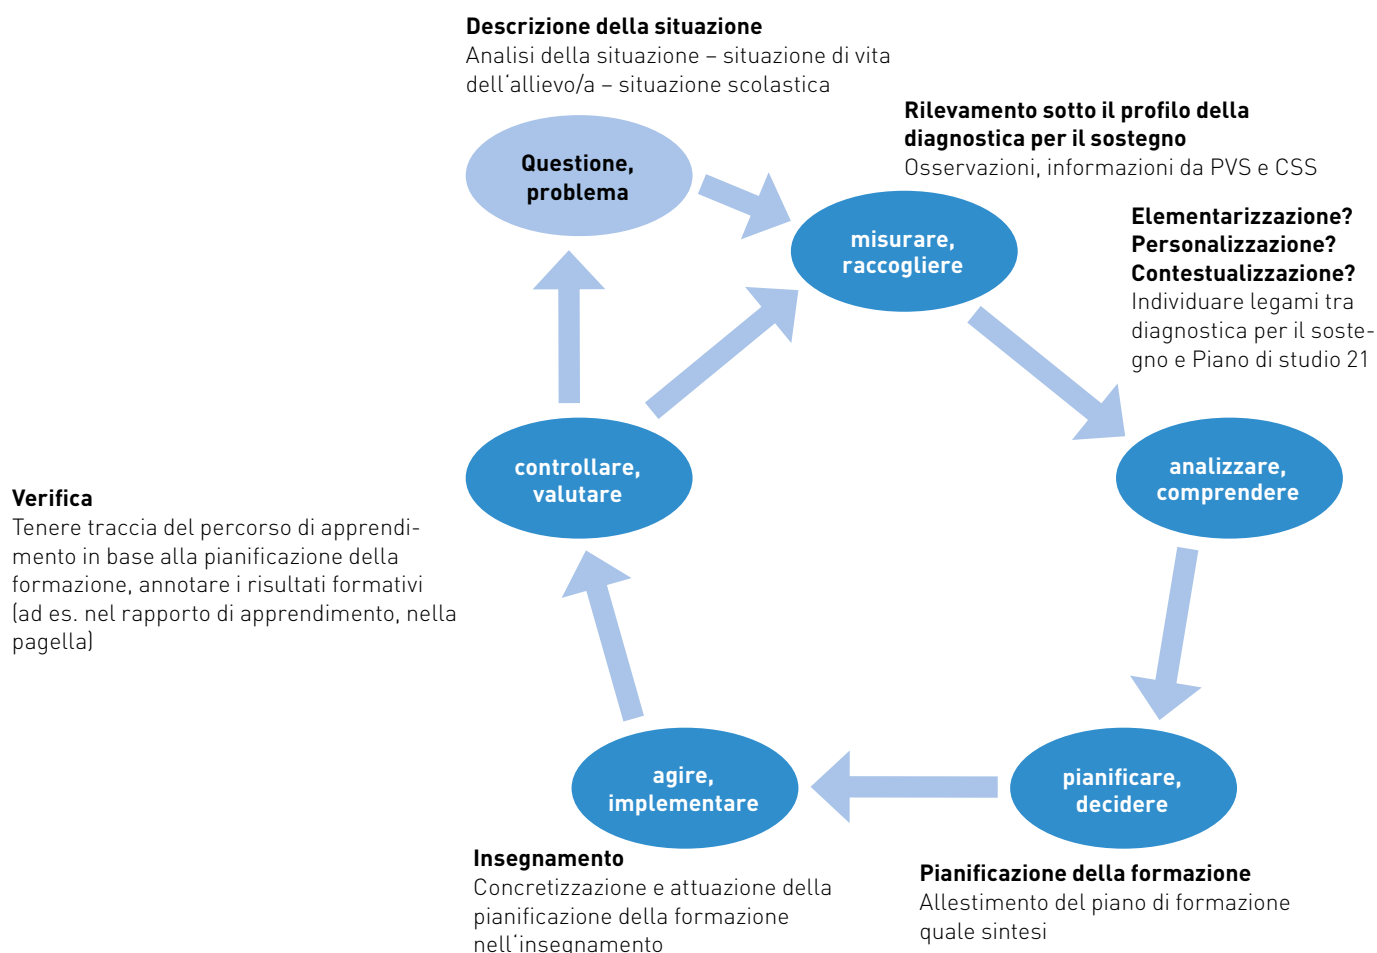 Descrizione della situazione
Analisi della situazione – situazione di vita
dell‘allievo/a – situazione scolastica
Questione,
problema
Rilevamento sotto il profilo della
diagnostica per il sostegno
Osservazioni, informazioni da PVS e CSS
misurare,
raccogliere
Elementarizzazione?
Personalizzazione?
Contestualizzazione?
Individuare legami tra
diagnostica per il soste-
gno e Piano di studio 21
analizzare,
comprendere
controllare,
valutare
Verifica
Tenere traccia del percorso di apprendi-
mento in base alla pianificazione della
formazione, annotare i risultati formativi
(ad es. nel rapporto di apprendimento, nella
pagella)
pianificare,
decidere
Pianificazione della formazione
Allestimento del piano di formazione
quale sintesi
agire,
implementare
Insegnamento
Concretizzazione e attuazione della
pianificazione della formazione
nell‘insegnamento